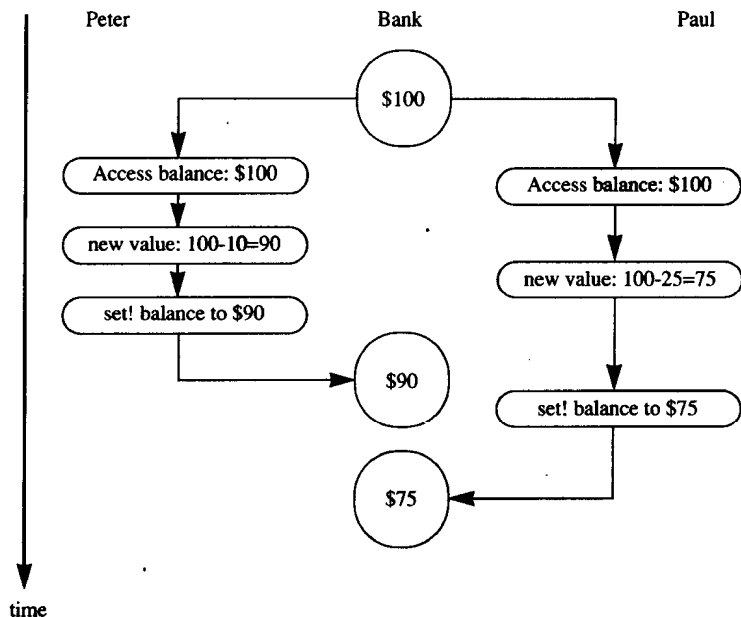 Peter
Bank
Paul
$100
Access balance: $100
Access balance: $100
new value: 100-10=90
new value: 100-25=75
set! balance to $90
$90
set! balance to $75
$75
time